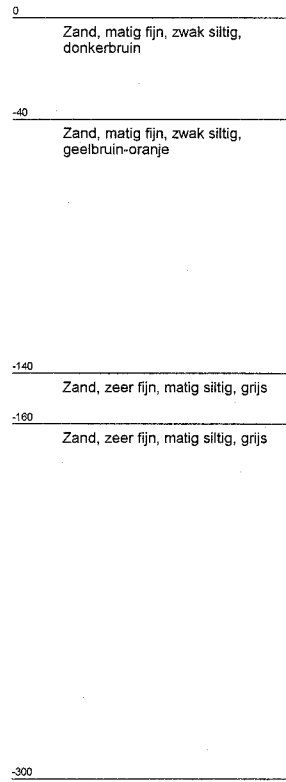 0
Zand, matig fijn, zwak siltig,
donkerbruin
-40
Zand, matig fijn, zwak siltig,
geelbruin-oranje
-140
Zand, zeer fijn, matig siltig, grijs
-160
Zand, zeer fijn, matig siltig, grijs
-300